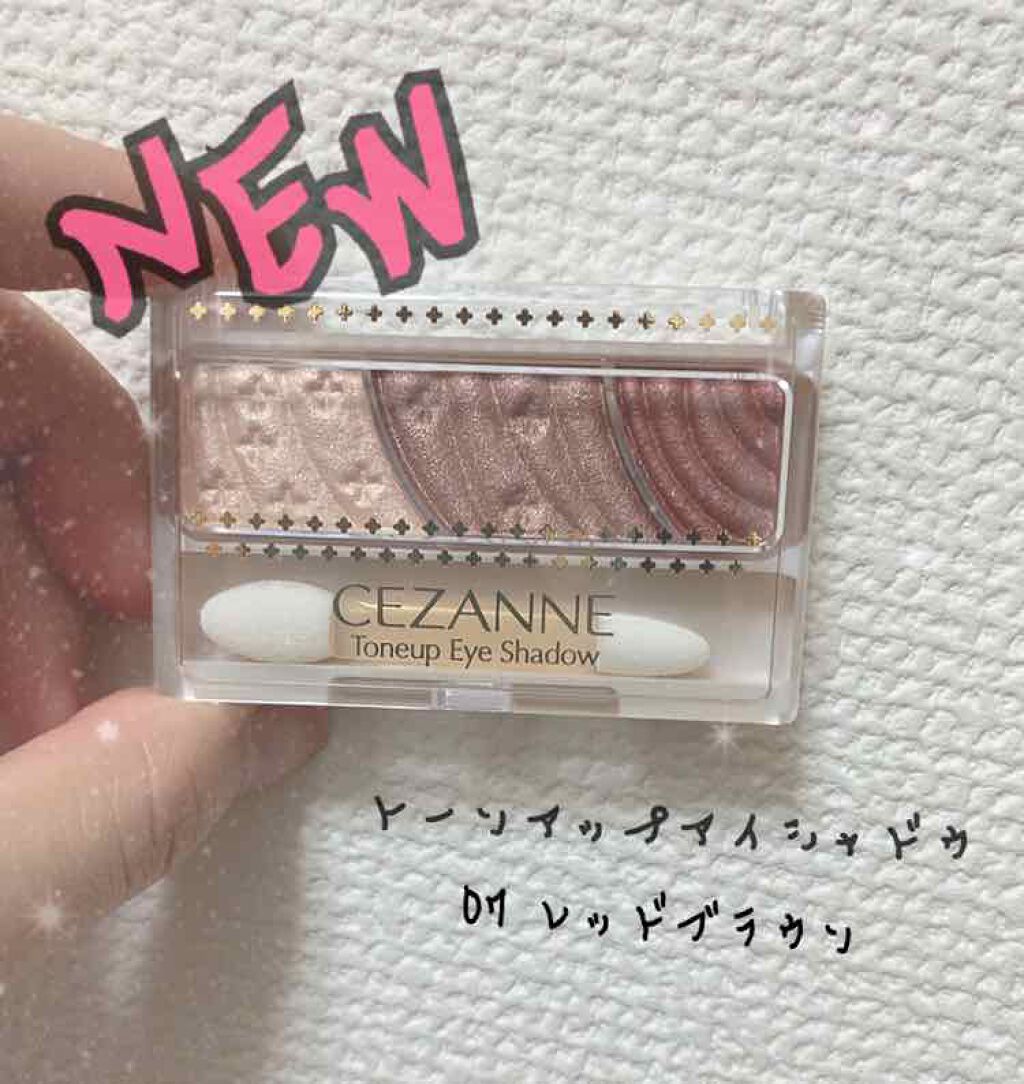 NEW
CEZANNE
Toneup Eye Shadow
トーンアップアイシャドウ
07 レッドブラウン